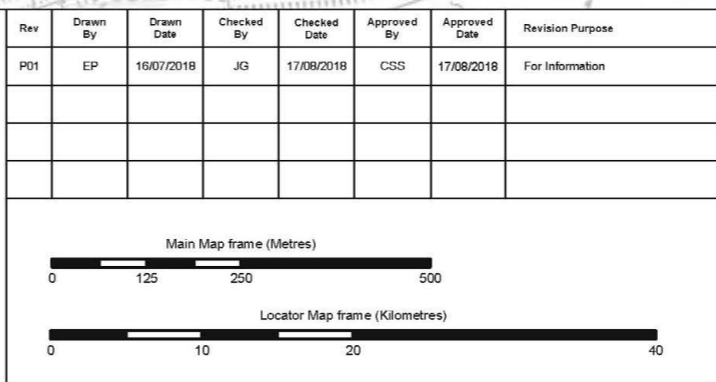 Rev Drawn By Drawn Date Checked By Checked Date Approved By Approved Date Revision Purpose
P01 EP 16/07/2018 JG 17/08/2018 CSS 17/08/2018 For Information
Main Map frame (Metres)
0 125 250 500
Locator Map frame (Kilometres)
0 10 20 40